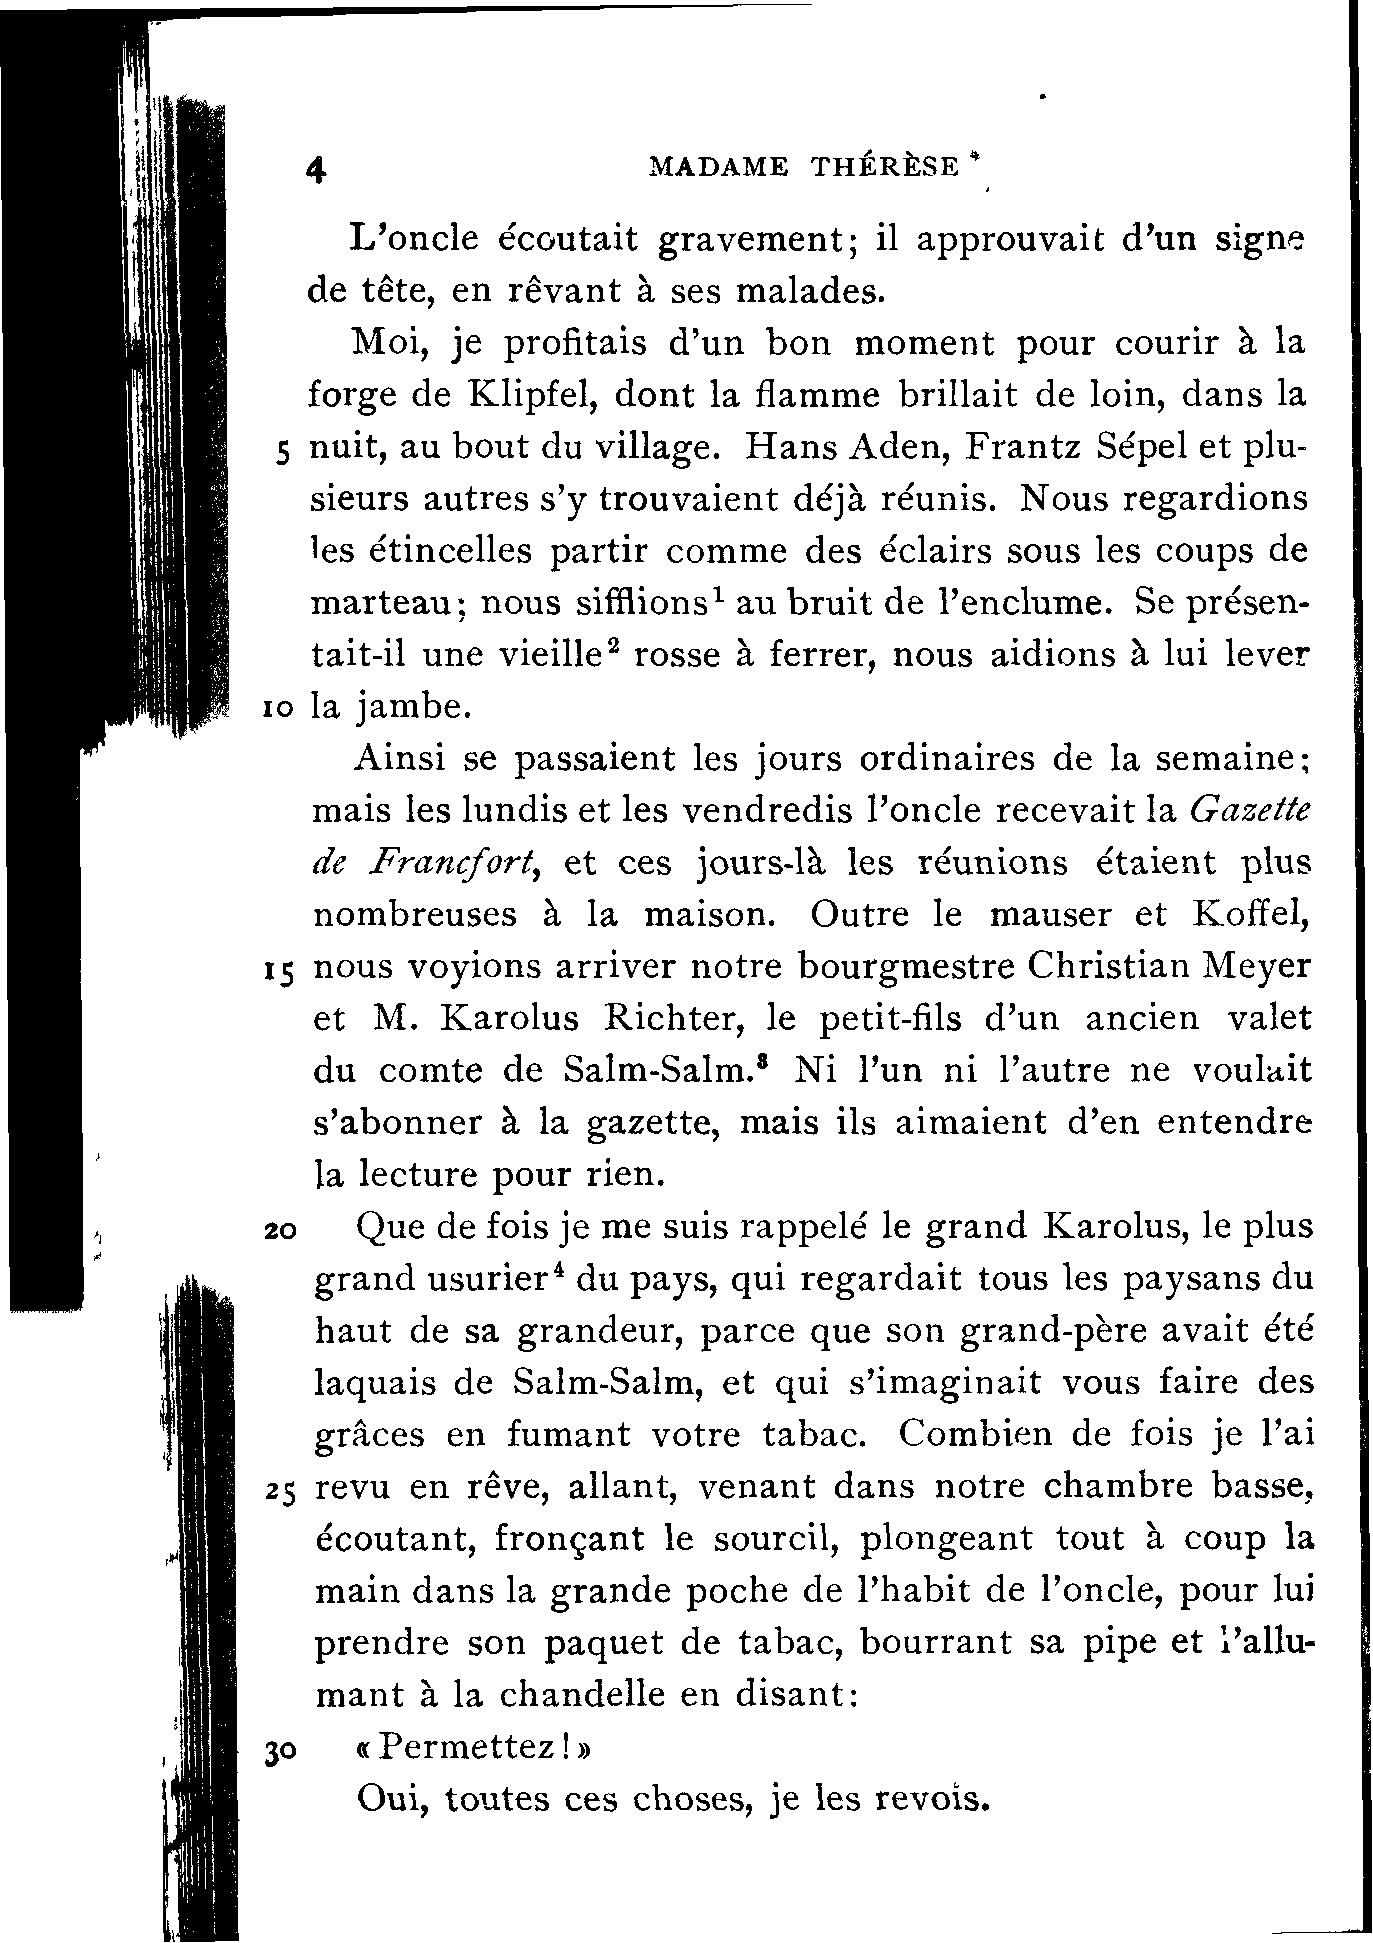 4 MADAME THÉRÈSE
L'oncle écoutait gravement; il approuvait d'un signe
de tête, en rêvant à ses malades.
Moi, je profitais d'un bon moment pour courir à la
forge de Klipfel, dont la flamme brillait de loin, dans la
5 nuit, au bout du village. Hans Aden, Frantz Sépel et plu-
sieurs autres s'y trouvaient déjà réunis. Nous regardions
les étincelles partir comme des éclairs sous les coups de
marteau; nous sifflions¹ au bruit de l'enclume. Se présen-
tait-il une vieille² rosse à ferrer, nous aidions à lui lever
10 la jambe.
Ainsi se passaient les jours ordinaires de la semaine;
mais les lundis et les vendredis l'oncle recevait la Gazette
de Francfort, et ces jours-là les réunions étaient plus
nombreuses à la maison. Outre le mauser et Koffel,
15 nous voyions arriver notre bourgmestre Christian Meyer
et M. Karolus Richter, le petit-fils d'un ancien valet
du comte de Salm-Salm.³ Ni l'un ni l'autre ne voulait
s'abonner à la gazette, mais ils aimaient d'en entendre
la lecture pour rien.
20 Que de fois je me suis rappelé le grand Karolus, le plus
grand usurier⁴ du pays, qui regardait tous les paysans du
haut de sa grandeur, parce que son grand-père avait été
laquais de Salm-Salm, et qui s'imaginait vous faire des
grâces en fumant votre tabac. Combien de fois je l'ai
25 revu en rêve, allant, venant dans notre chambre basse,
écoutant, fronçant le sourcil, plongeant tout à coup la
main dans la grande poche de l'habit de l'oncle, pour lui
prendre son paquet de tabac, bourrant sa pipe et l'allu-
mant à la chandelle en disant:
30 «Permettez!»
Oui, toutes ces choses, je les revois.